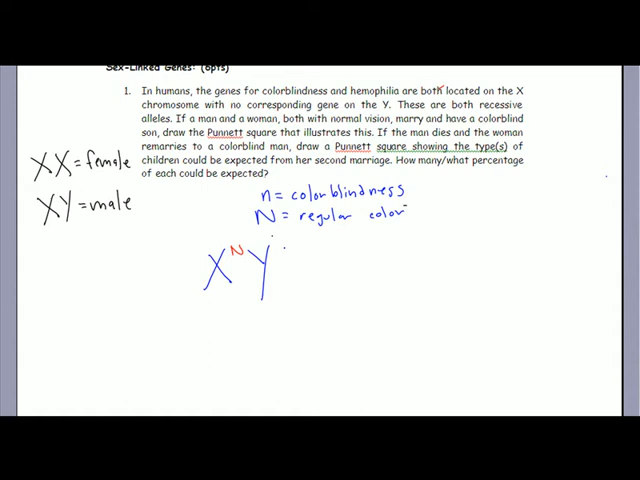 Sex-Linked Genes: (6pts)
1. In humans, the genes for colorblindness and hemophilia are both located on the X
chromosome with no corresponding gene on the Y. These are both recessive
alleles. If a man and a woman, both with normal vision, marry and have a colorblind
son, draw the Punnett square that illustrates this. If the man dies and the woman
remarries to a colorblind man, draw a Punnett square showing the type(s) of
children could be expected from her second marriage. How many/what percentage
of each could be expected?
XX = female
XY = male
n = colorblindness
N = regular color
X^N Y